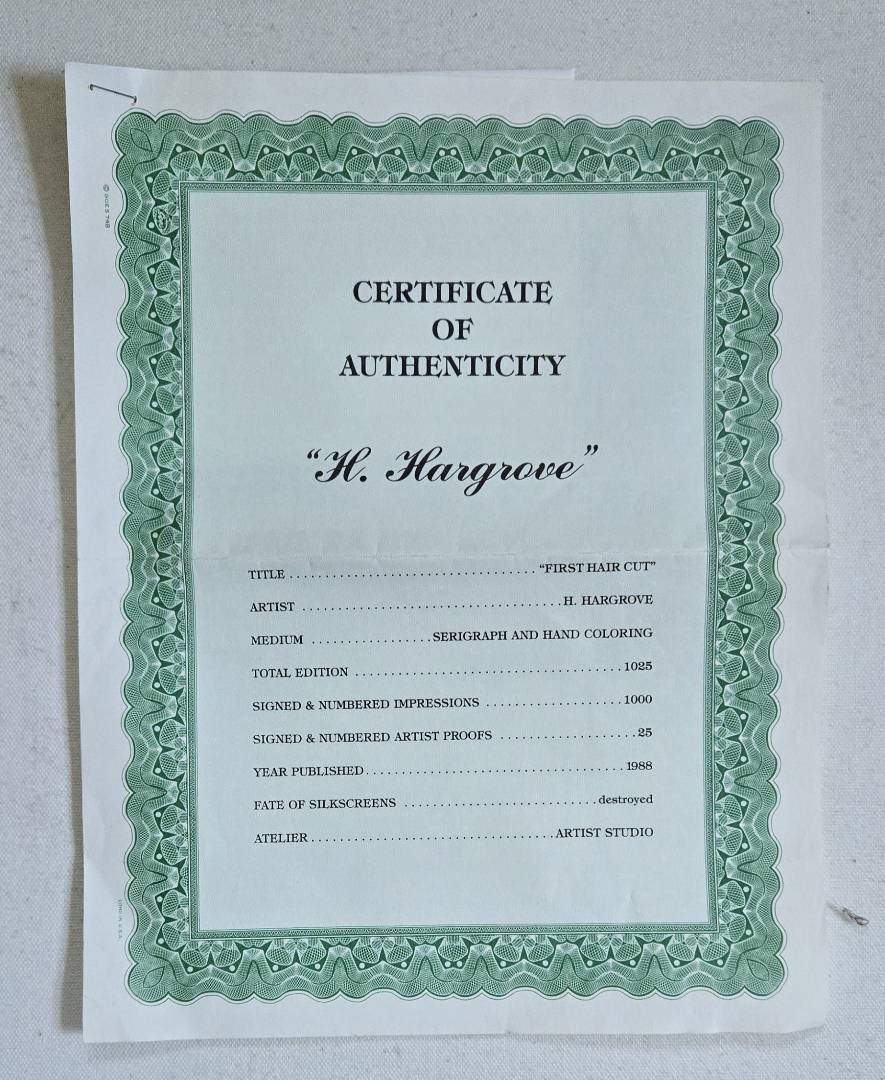 CERTIFICATE
OF
AUTHENTICITY
“H. Hargrove”
TITLE . . . . . . . . . . . . . . . . . . . . . . . . . . . . . . . . . . “FIRST HAIR CUT”
ARTIST . . . . . . . . . . . . . . . . . . . . . . . . . . . . . . . . . . . . H. HARGROVE
MEDIUM . . . . . . . . . . . . . . . . . SERIGRAPH AND HAND COLORING
TOTAL EDITION . . . . . . . . . . . . . . . . . . . . . . . . . . . . . . . . . . . . . 1025
SIGNED & NUMBERED IMPRESSIONS . . . . . . . . . . . . . . . . . . . 1000
SIGNED & NUMBERED ARTIST PROOFS . . . . . . . . . . . . . . . . . . . 25
YEAR PUBLISHED . . . . . . . . . . . . . . . . . . . . . . . . . . . . . . . . . . . . 1988
FATE OF SILKSCREENS . . . . . . . . . . . . . . . . . . . . . . . . . . . destroyed
ATELIER . . . . . . . . . . . . . . . . . . . . . . . . . . . . . . . . . . ARTIST STUDIO